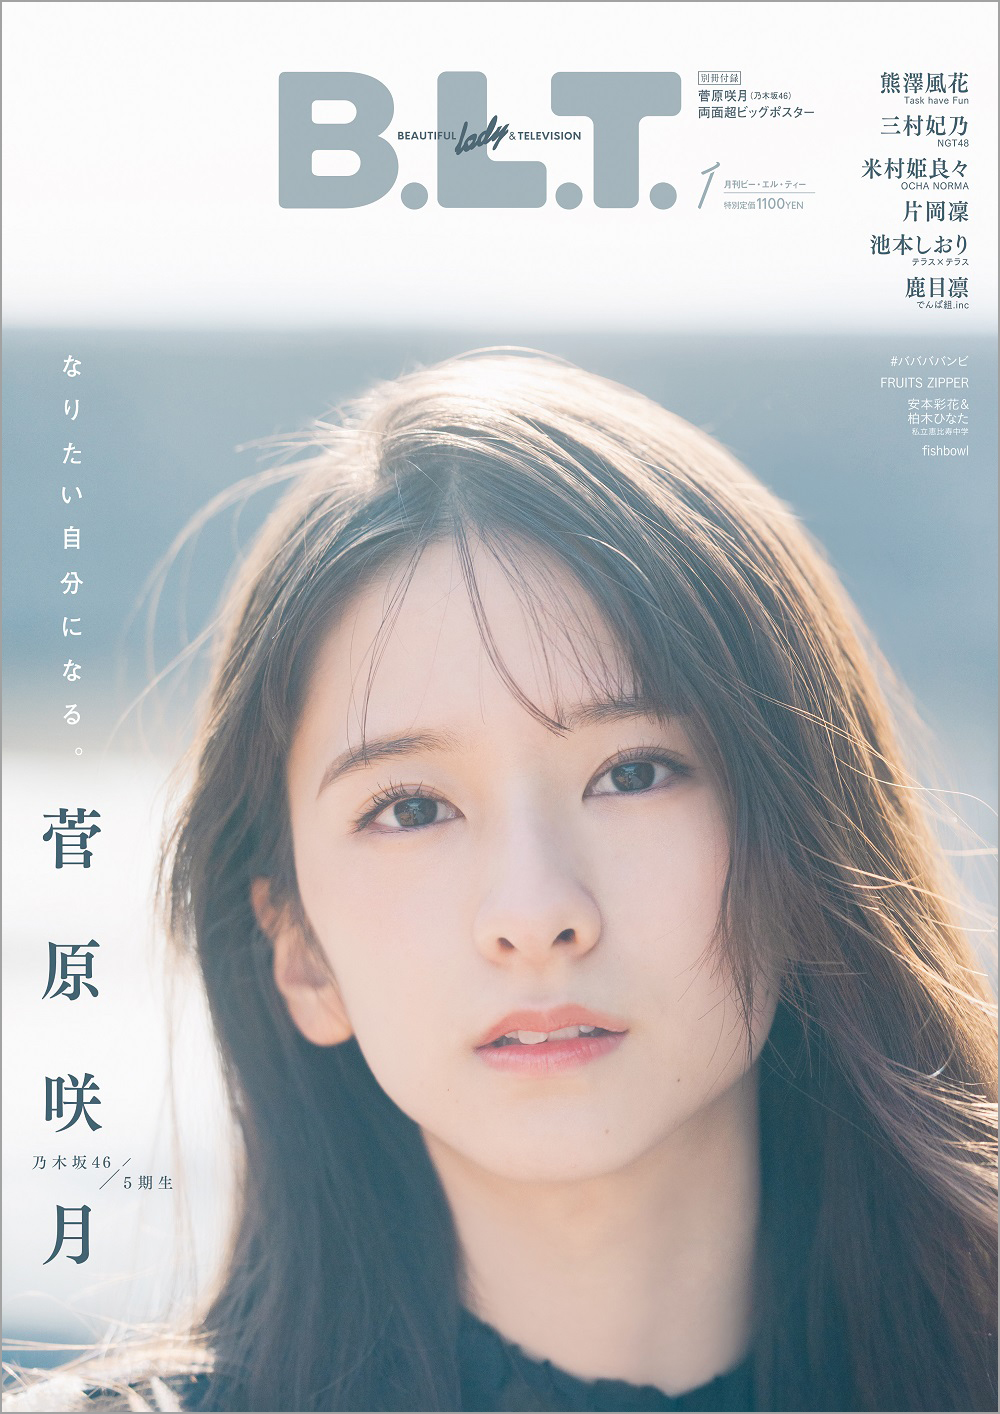 B.L.T.
BEAUTIFUL lady & TELEVISION
別冊付録
菅原咲月(乃木坂46)
両面超ビッグポスター
1
月刊ビー・エル・ティー
特別定価1100YEN
熊澤風花
Task have Fun
三村妃乃
NGT48
米村姫良々
OCHA NORMA
片岡凜
池本しおり
テラス×テラス
鹿目凛
でんぱ組.inc
#ババババンビ
FRUITS ZIPPER
安本彩花&
柏木ひなた
私立恵比寿中学
fishbowl
なりたい自分になる。
菅原咲月
乃木坂46/5期生